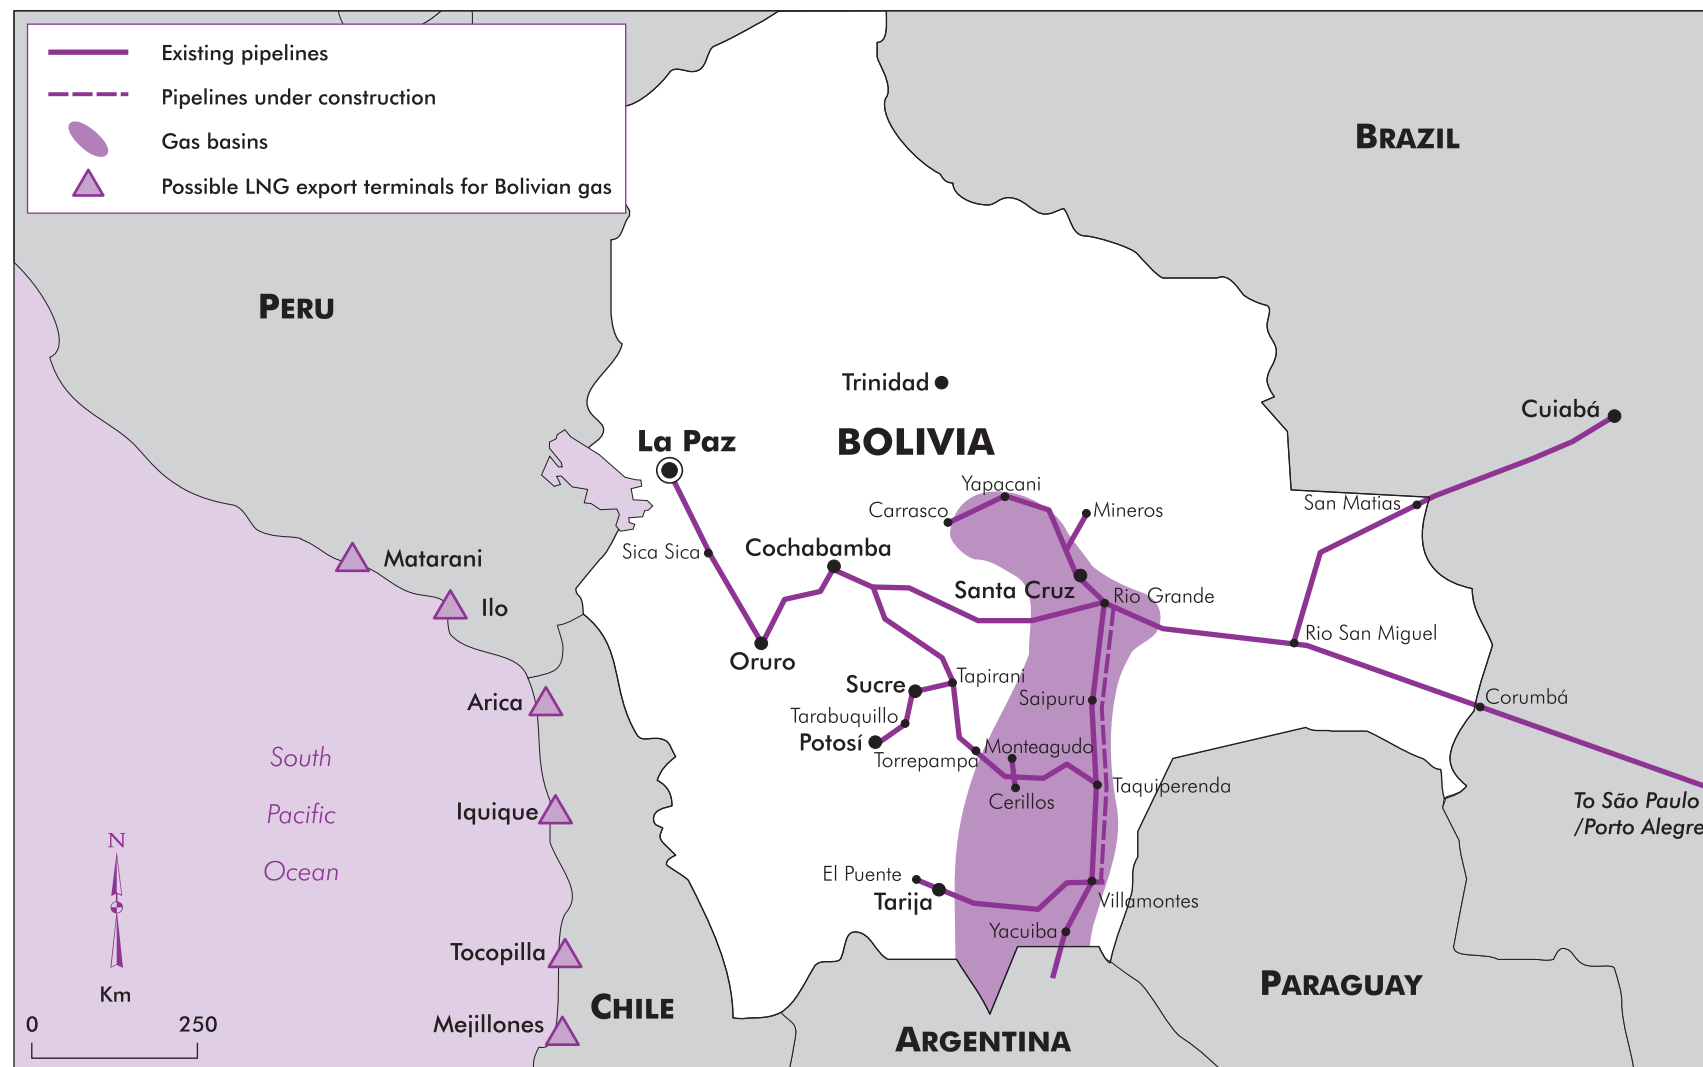 Existing pipelines
Pipelines under construction
Gas basins
Possible LNG export terminals for Bolivian gas
BRAZIL
PERU
Trinidad
Cuiabá
La Paz
BOLIVIA
Yapacani
San Matias
Carrasco
Mineros
Sica Sica
Cochabamba
Matarani
Santa Cruz
Rio Grande
Ilo
Rio San Miguel
Oruro
Tapirani
Sucre
Saipuru
Corumbá
Arica
Tarabuquillo
Potosí
Monteagudo
South
Torrepampa
Taquiperenda
Cerillos
To São Paulo
/Porto Alegre
Pacific
Iquique
N
Ocean
El Puente
Tarija
Villamontes
Yacuiba
Tocopilla
PARAGUAY
Km
CHILE
0 250
Mejillones
ARGENTINA